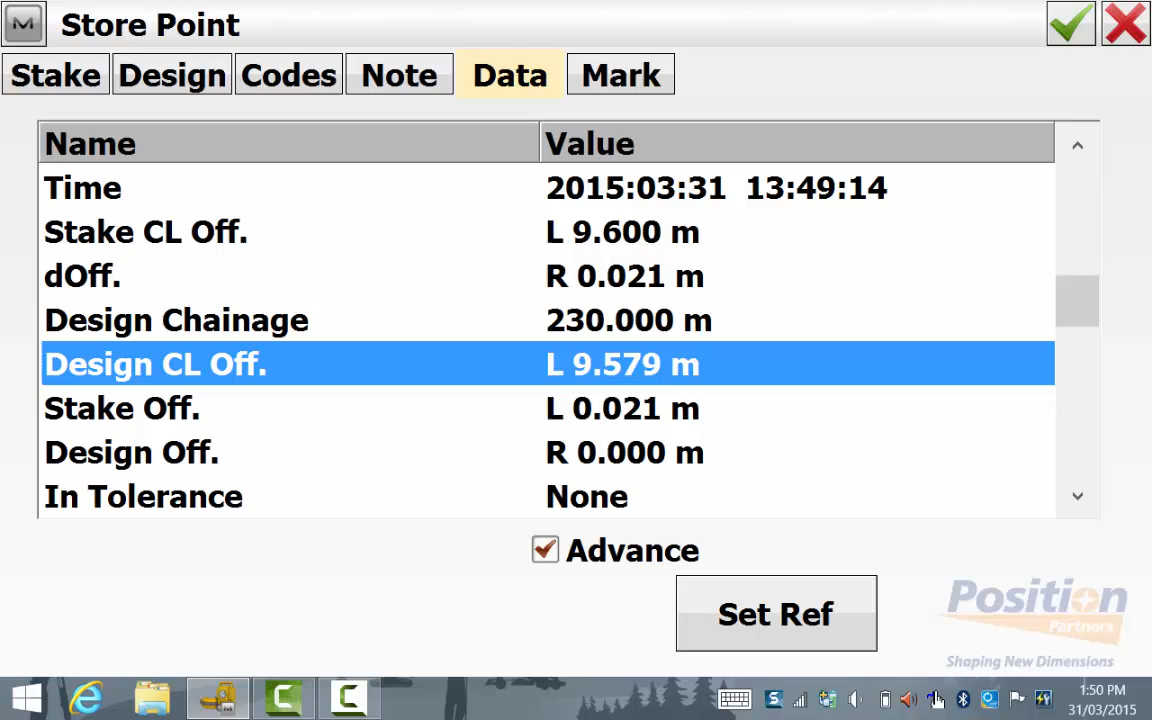 Store Point
Stake Design Codes Note Data Mark
Name Value
Time 2015:03:31 13:49:14
Stake CL Off. L 9.600 m
dOff. R 0.021 m
Design Chainage 230.000 m
Design CL Off. L 9.579 m
Stake Off. L 0.021 m
Design Off. R 0.000 m
In Tolerance None
Advance
Set Ref
Position
Partners
Shaping New Dimensions
1:50 PM
31/03/2015